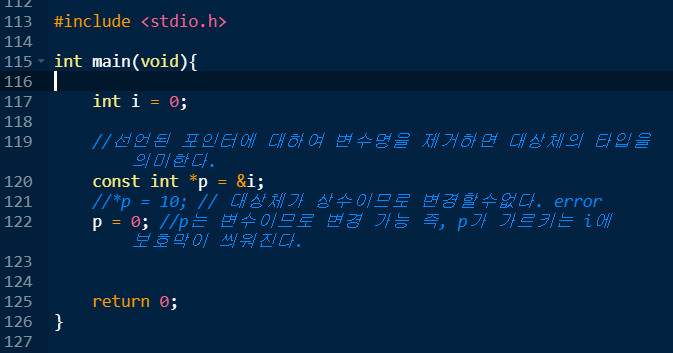 112
113 #include <stdio.h>
114
115 int main(void){
116
117 int i = 0;
118
119 //선언된 포인터에 대하여 변수명을 제거하면 대상체의 타입을
의미한다.
120 const int *p = &i;
121 //*p = 10; // 대상체가 상수이므로 변경할수없다. error
122 p = 0; //p는 변수이므로 변경 가능 즉, p가 가르키는 i에
보호막이 씌워진다.
123
124
125 return 0;
126 }
127